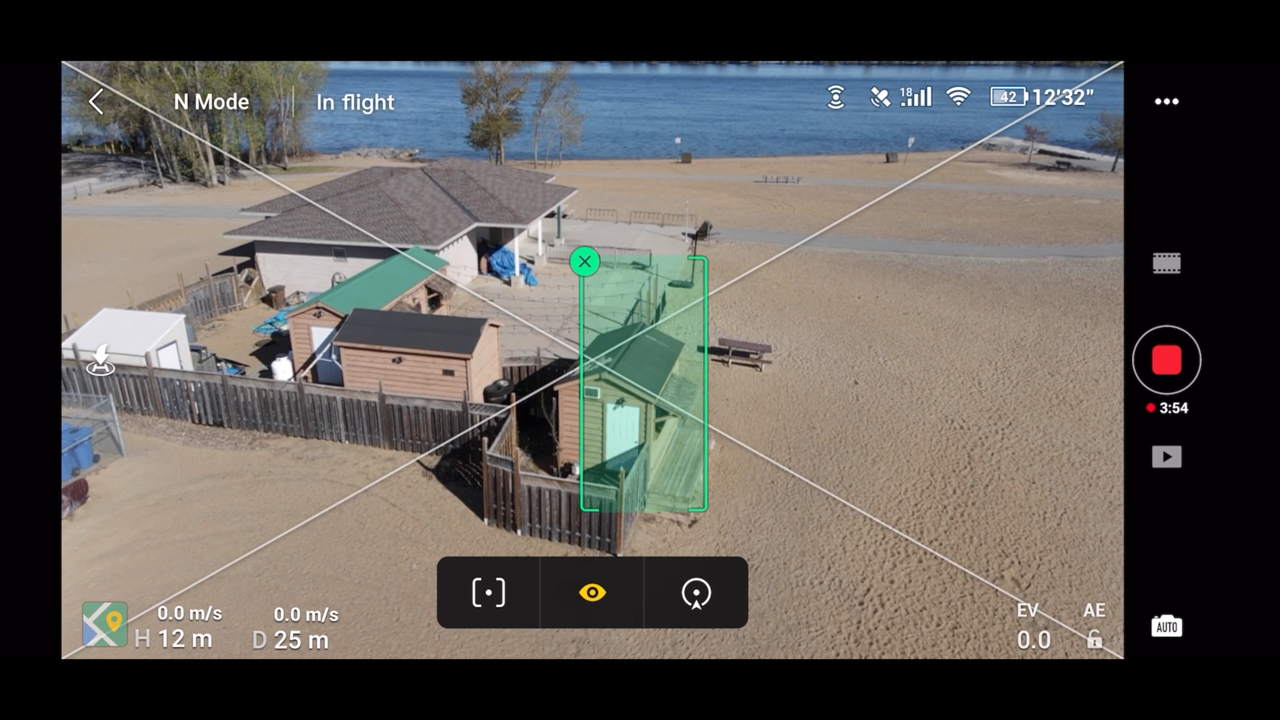 N Mode
In flight
18
42
12'32"
3:54
0.0 m/s
0.0 m/s
H 12 m
D 25 m
EV
AE
0.0
AUTO